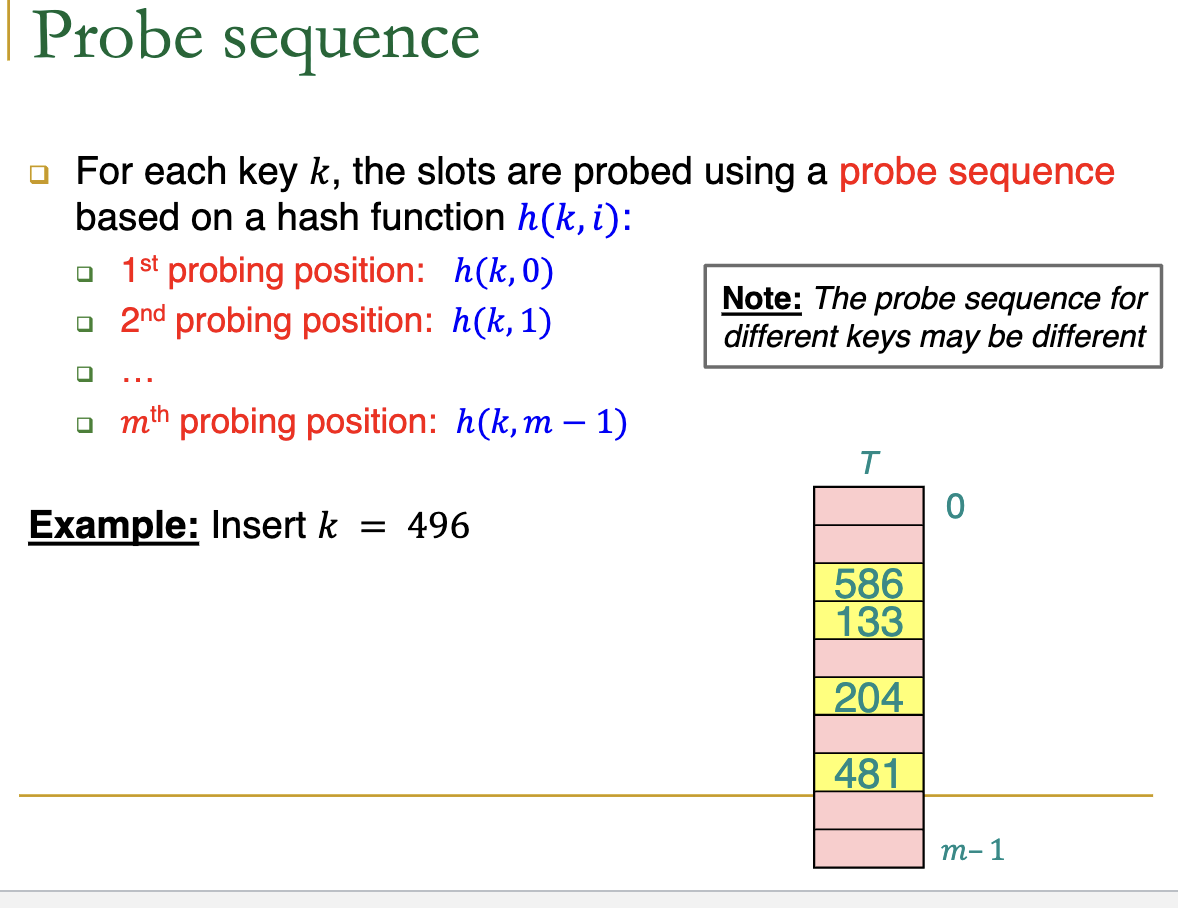 Probe sequence
For each key k, the slots are probed using a probe sequence
based on a hash function h(k, i):
1st probing position: h(k, 0)
2nd probing position: h(k, 1)
…
mth probing position: h(k, m − 1)
Note: The probe sequence for
different keys may be different
Example: Insert k = 496
T
0
586
133
204
481
m– 1